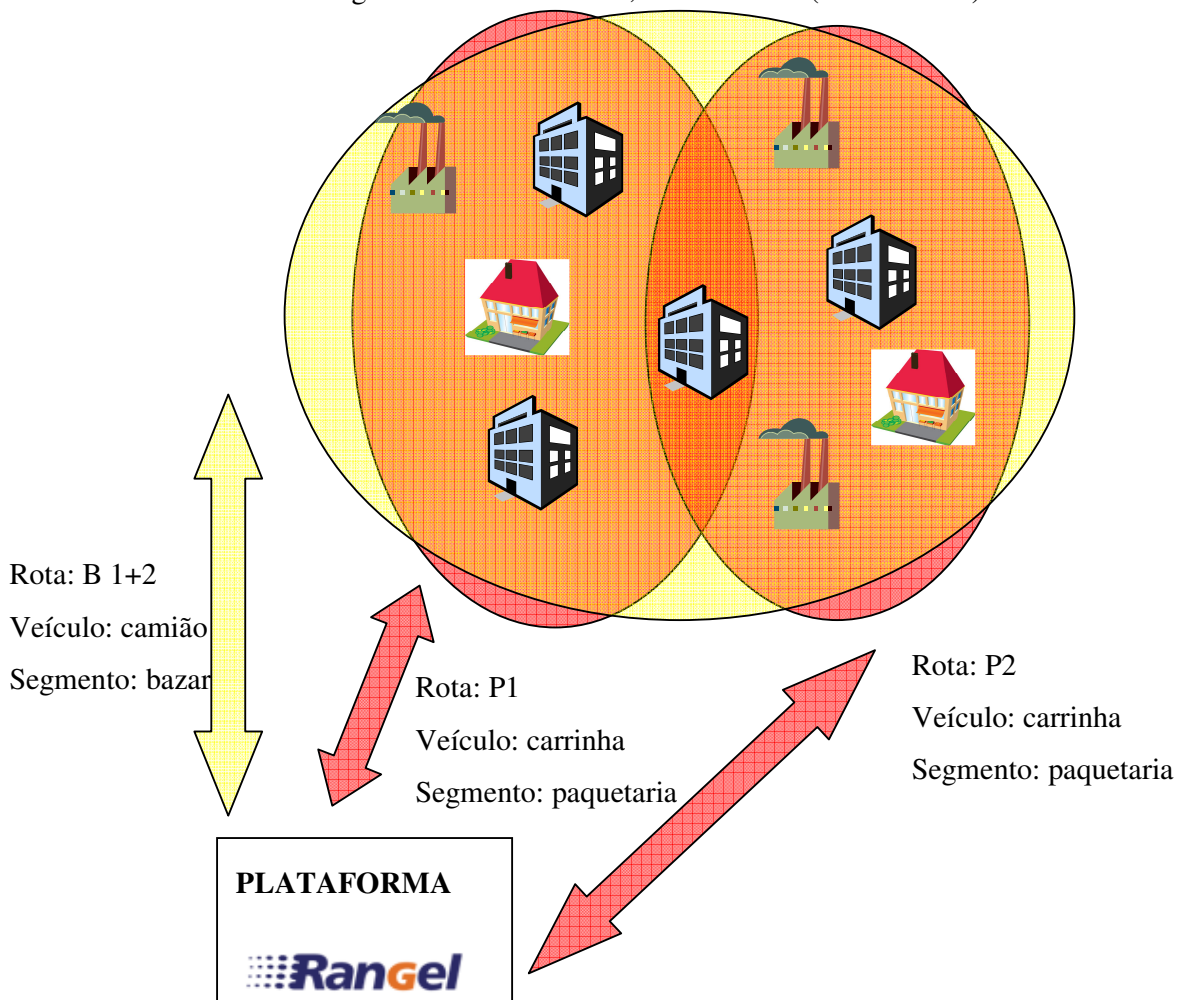 Rota: B 1+2
Veículo: camião
Segmento: bazar
Rota: P1
Veículo: carrinha
Segmento: paquetaria
Rota: P2
Veículo: carrinha
Segmento: paquetaria
PLATAFORMA
Rangel